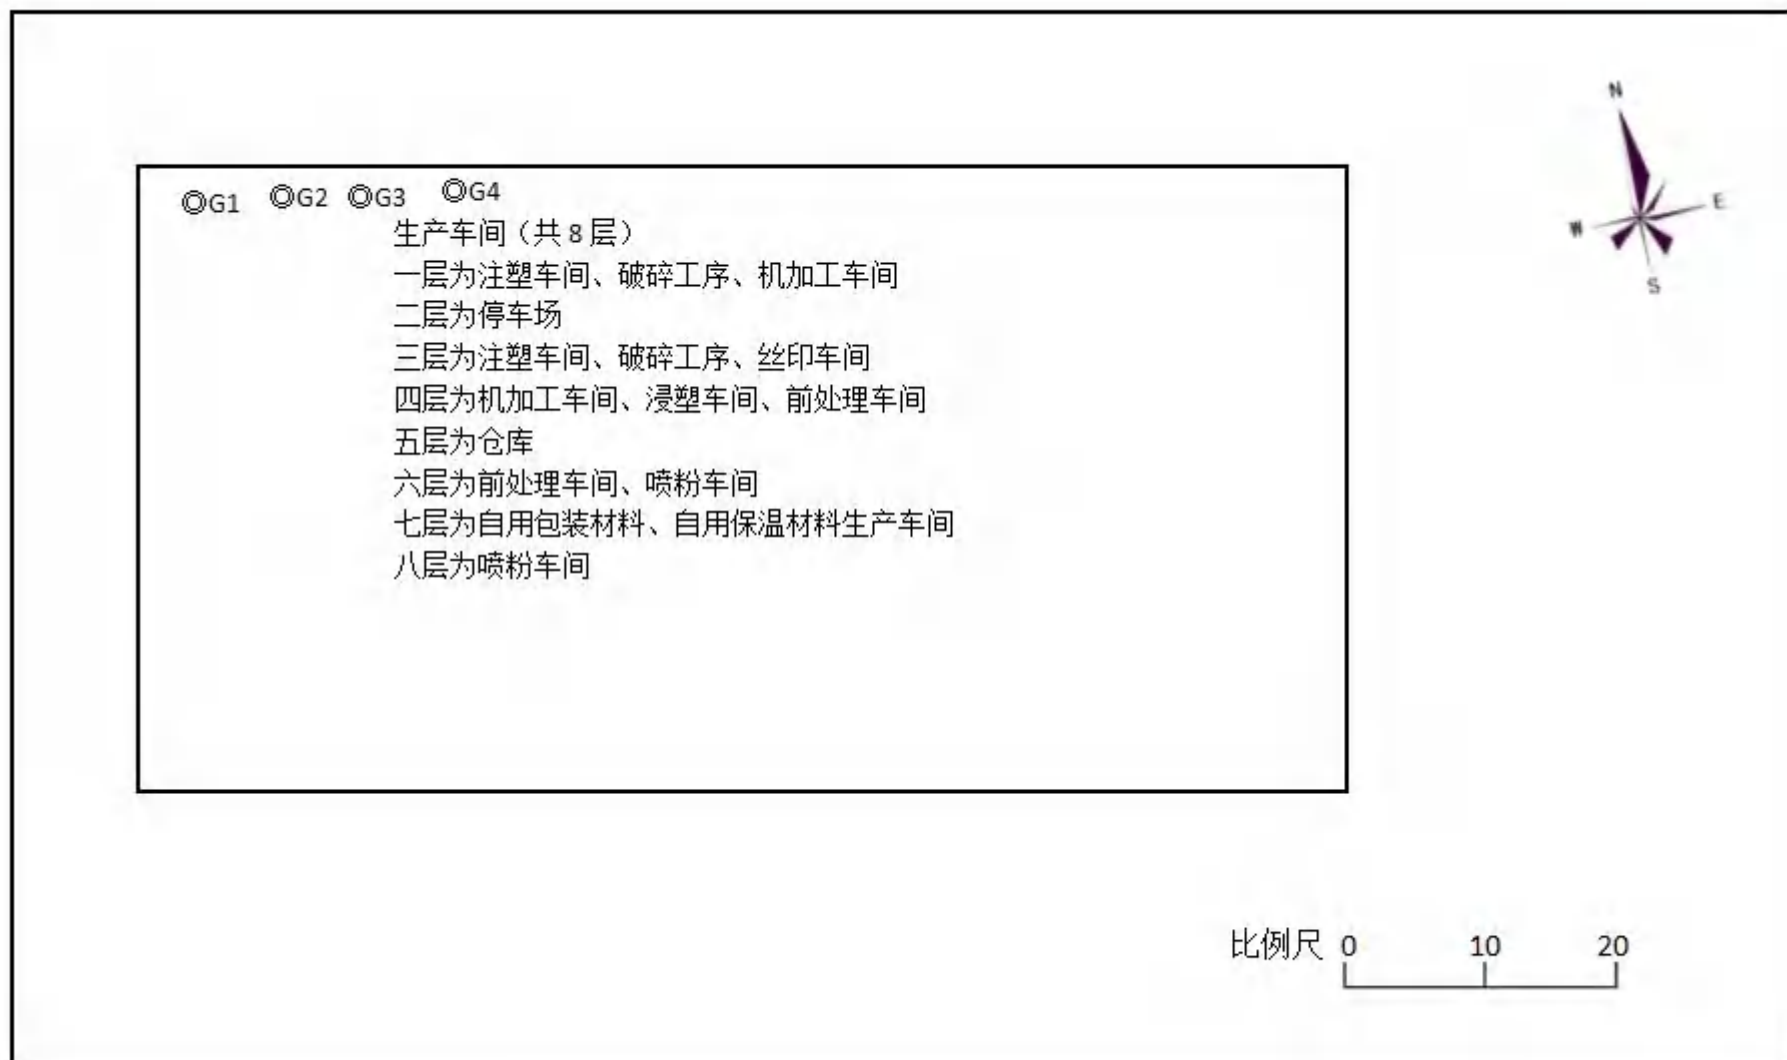 N
◎G1 ◎G2 ◎G3 ◎G4
W E
生产车间（共 8 层）
一层为注塑车间、破碎工序、机加工车间
S
二层为停车场
三层为注塑车间、破碎工序、丝印车间
四层为机加工车间、浸塑车间、前处理车间
五层为仓库
六层为前处理车间、喷粉车间
七层为自用包装材料、自用保温材料生产车间
八层为喷粉车间
比例尺 0 10 20